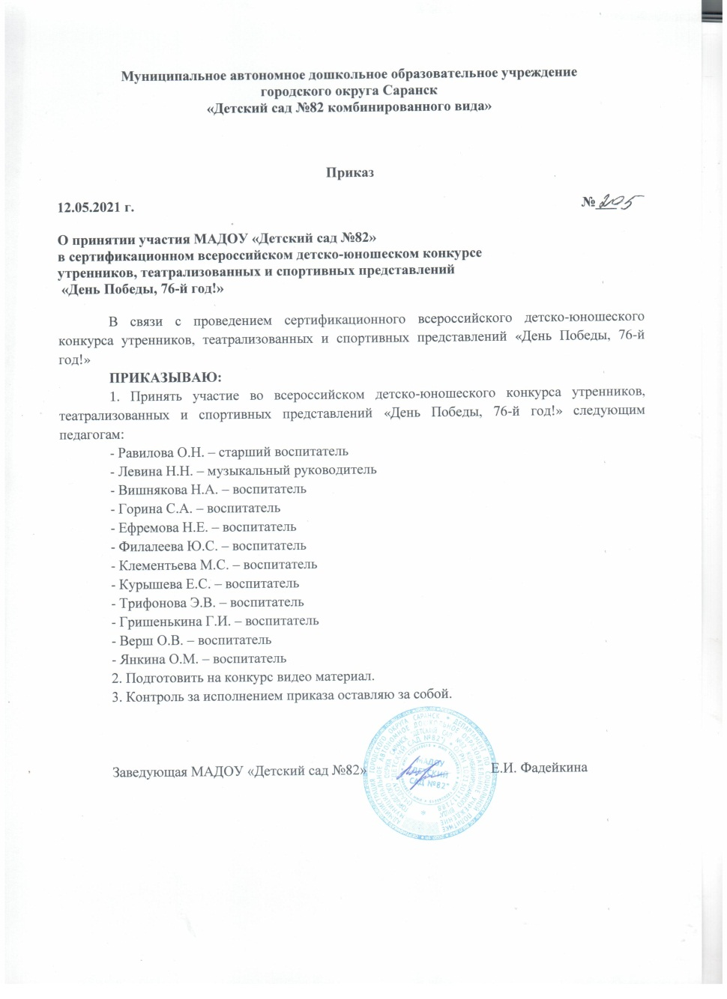 Муниципальное автономное дошкольное образовательное учреждение
городского округа Саранск
«Детский сад №82 комбинированного вида»
Приказ
12.05.2021 г.
№ 205
О принятии участия МАДОУ «Детский сад №82»
в сертификационном всероссийском детско-юношеском конкурсе
утренников, театрализованных и спортивных представлений
«День Победы, 76-й год!»
В связи с проведением сертификационного всероссийского детско-юношеского
конкурса утренников, театрализованных и спортивных представлений «День Победы, 76-й
год!»
ПРИКАЗЫВАЮ:
1. Принять участие во всероссийском детско-юношеского конкурса утренников,
театрализованных и спортивных представлений «День Победы, 76-й год!» следующим
педагогам:
- Равилова О.Н. – старший воспитатель
- Левина Н.Н. – музыкальный руководитель
- Вишнякова Н.А. – воспитатель
- Горина С.А. – воспитатель
- Ефремова Н.Е. – воспитатель
- Филалеева Ю.С. – воспитатель
- Клементьева М.С. – воспитатель
- Курышева Е.С. – воспитатель
- Трифонова Э.В. – воспитатель
- Гришенькина Г.И. – воспитатель
- Верш О.В. – воспитатель
- Янкина О.М. – воспитатель
2. Подготовить на конкурс видео материал.
3. Контроль за исполнением приказа оставляю за собой.
Заведующая МАДОУ «Детский сад №82»
Е.И. Фадейкина
МАДОУ
"ДЕТСКИЙ
САД №82"